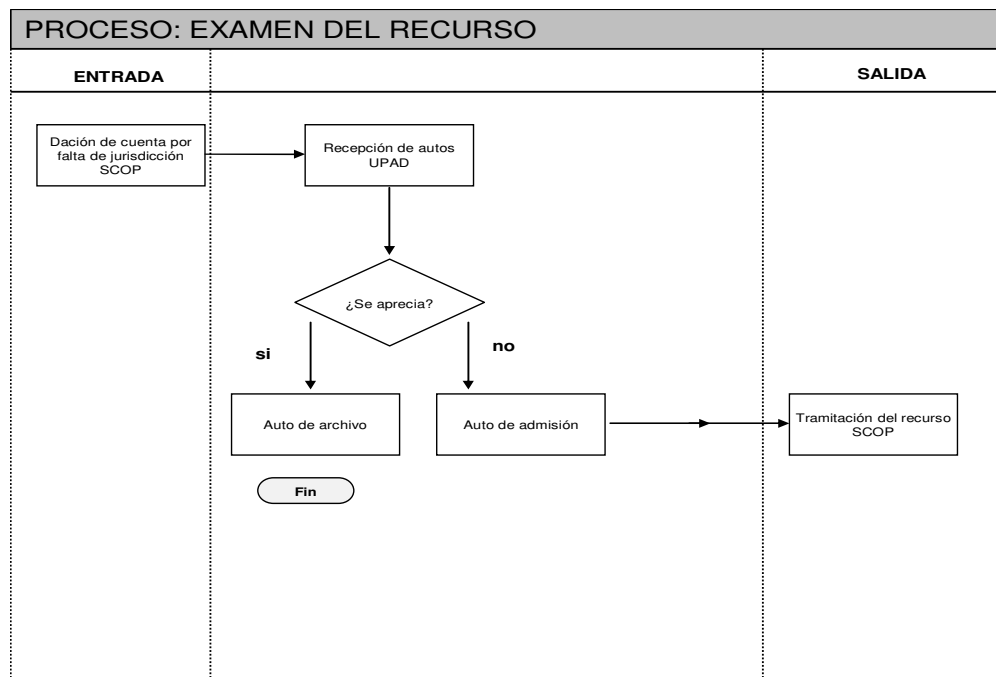 PROCESO: EXAMEN DEL RECURSO
ENTRADA
SALIDA
Dación de cuenta por
falta de jurisdicción
SCOP
Recepción de autos
UPAD
¿Se aprecia?
si
no
Auto de archivo
Auto de admisión
Tramitación del recurso
SCOP
Fin